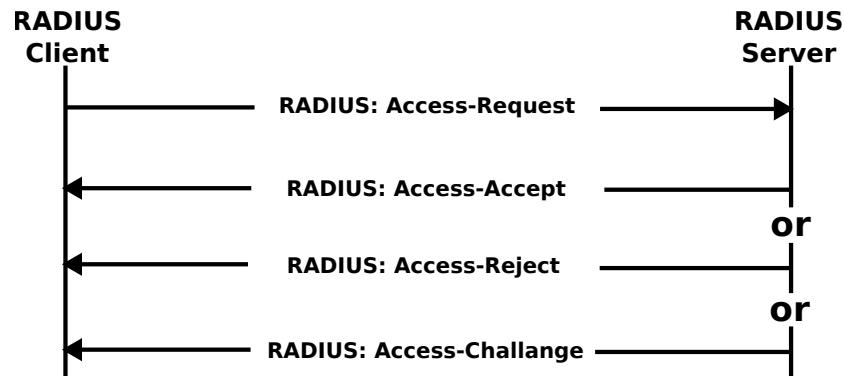 RADIUS
Client
RADIUS
Server
RADIUS: Access-Request
RADIUS: Access-Accept
or
RADIUS: Access-Reject
or
RADIUS: Access-Challange